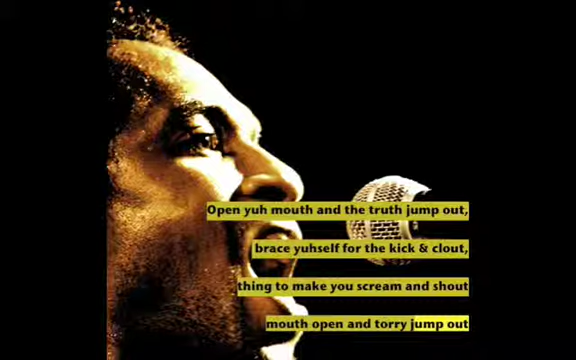 Open yuh mouth and the truth jump out,
brace yuhself for the kick & clout,
thing to make you scream and shout
mouth open and torry jump out